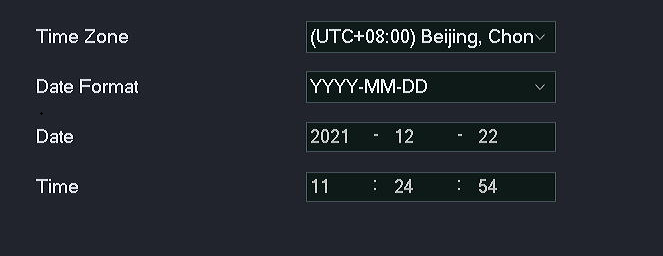 Time Zone (UTC+08:00) Beijing, Chon
Date Format YYYY-MM-DD
Date 2021 - 12 - 22
Time 11 : 24 : 54